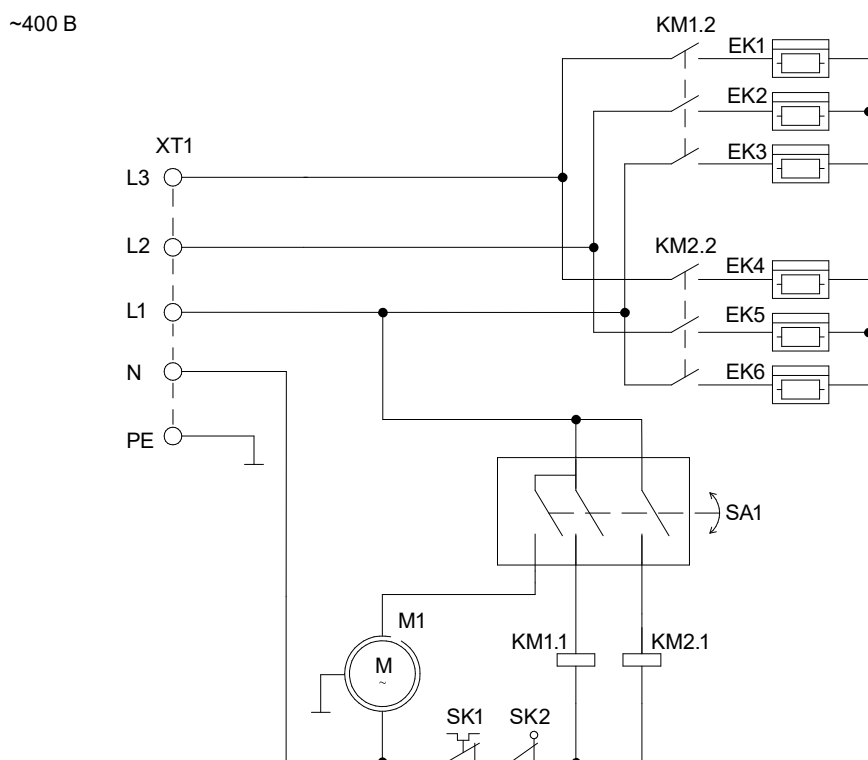 ~400 В
KM1.2
EK1
EK2
XT1
EK3
L3
L2
KM2.2
EK4
L1
EK5
N
EK6
PE
SA1
M1
KM1.1
KM2.1
M
~
SK1
SK2